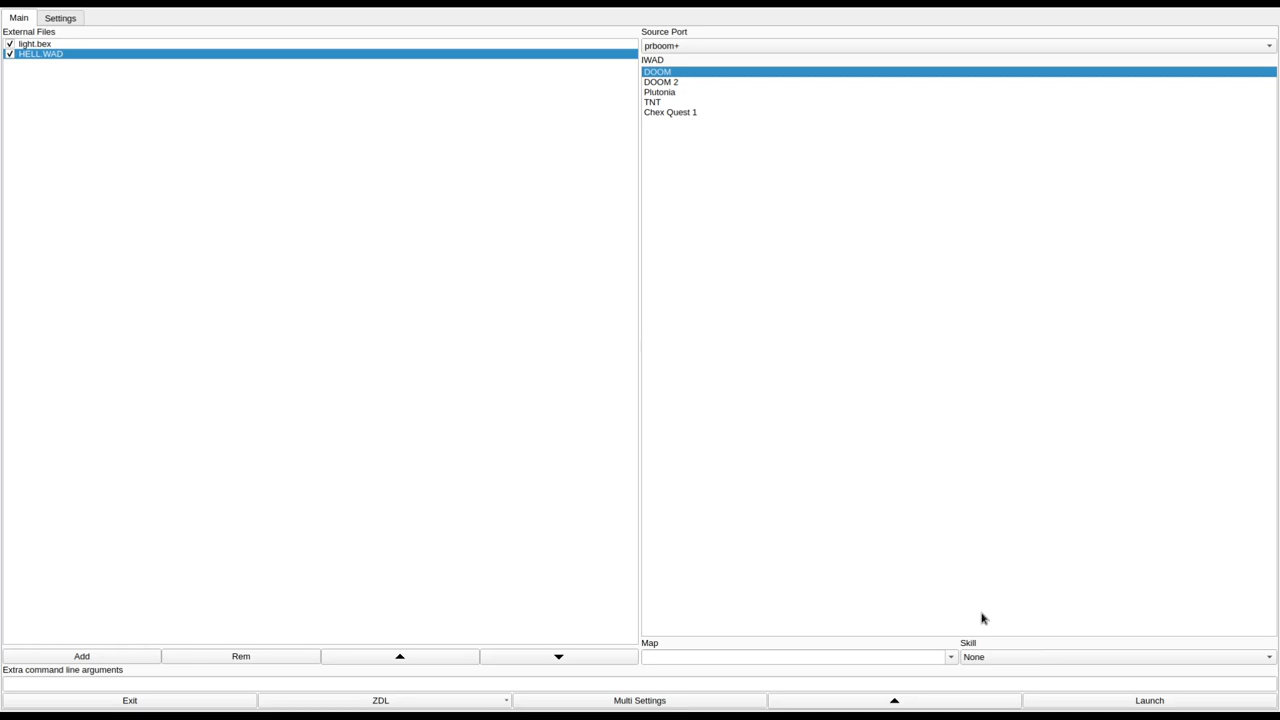 Main
Settings
External Files
light.bex
HELL.WAD
Add
Rem
Source Port
prboom+
IWAD
DOOM
DOOM 2
Plutonia
TNT
Chex Quest 1
Map
Skill
None
Extra command line arguments
Exit
ZDL
Multi Settings
Launch